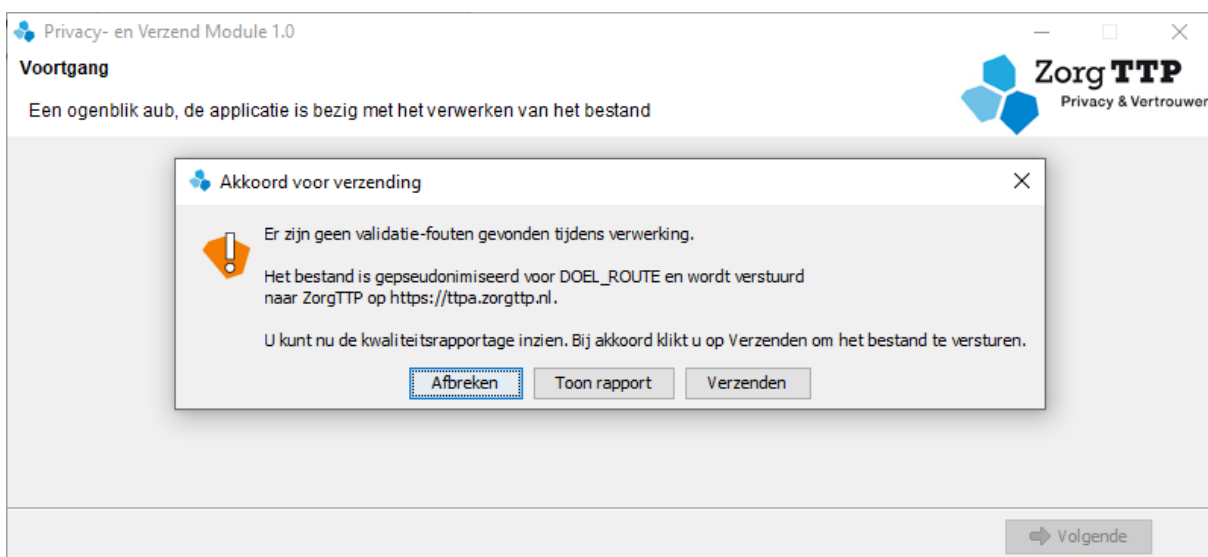 Privacy- en Verzend Module 1.0
Voortgang
Een ogenblik aub, de applicatie is bezig met het verwerken van het bestand
Zorg TTP
Privacy & Vertrouwen
Akkoord voor verzending
Er zijn geen validatie-fouten gevonden tijdens verwerking.
Het bestand is gepseudonimiseerd voor DOEL_ROUTE en wordt verstuurd
naar ZorgTTP op https://ttpa.zorgttp.nl.
U kunt nu de kwaliteitsrapportage inzien. Bij akkoord klikt u op Verzenden om het bestand te versturen.
Afbreken
Toon rapport
Verzenden
Volgende